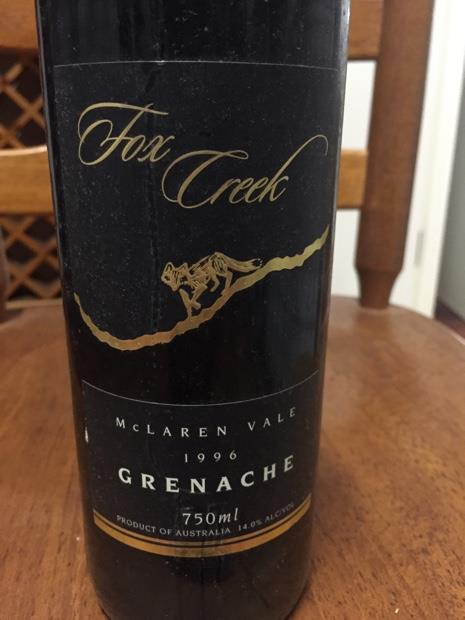 Fox
Creek
McLAREN VALE
1996
GRENACHE
750ml
PRODUCT OF AUSTRALIA 14.0% ALC/VOL